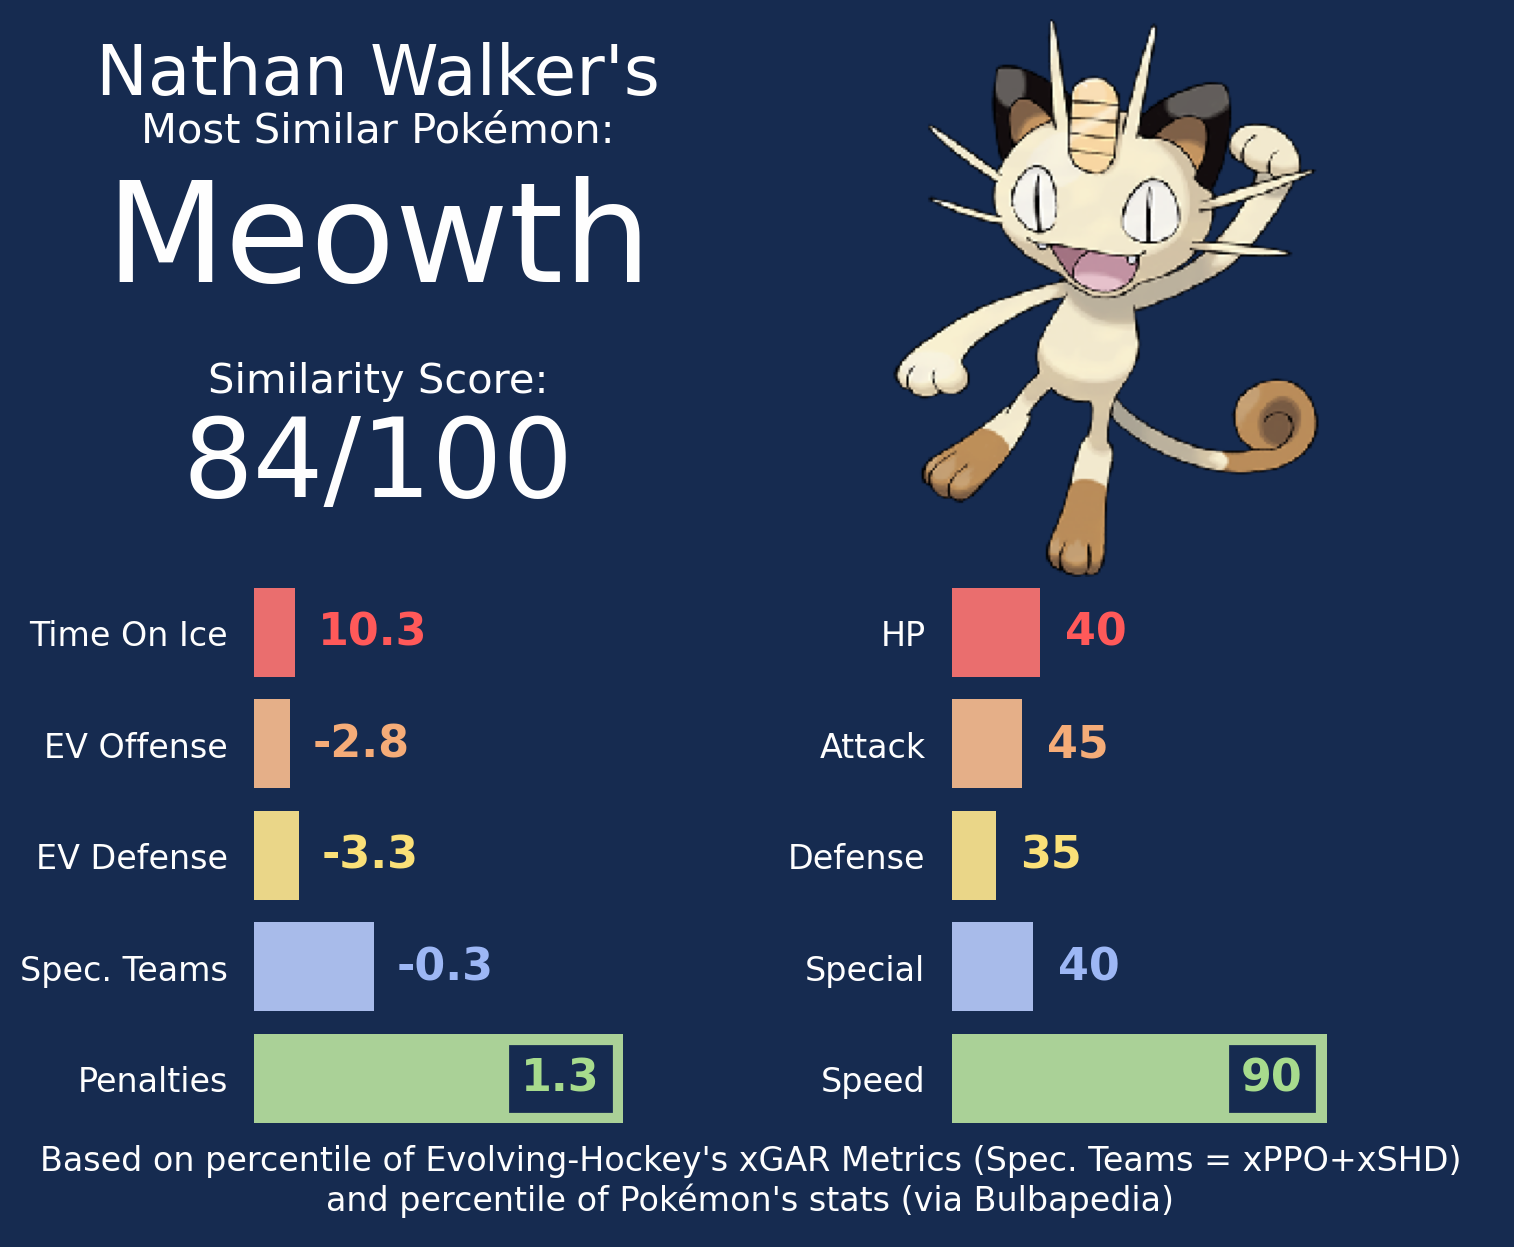 Nathan Walker's
Most Similar Pokémon:
Meowth
Similarity Score:
84/100
Time On Ice 10.3
EV Offense -2.8
EV Defense -3.3
Spec. Teams -0.3
Penalties 1.3
HP 40
Attack 45
Defense 35
Special 40
Speed 90
Based on percentile of Evolving-Hockey's xGAR Metrics (Spec. Teams = xPPO+xSHD)
and percentile of Pokémon's stats (via Bulbapedia)